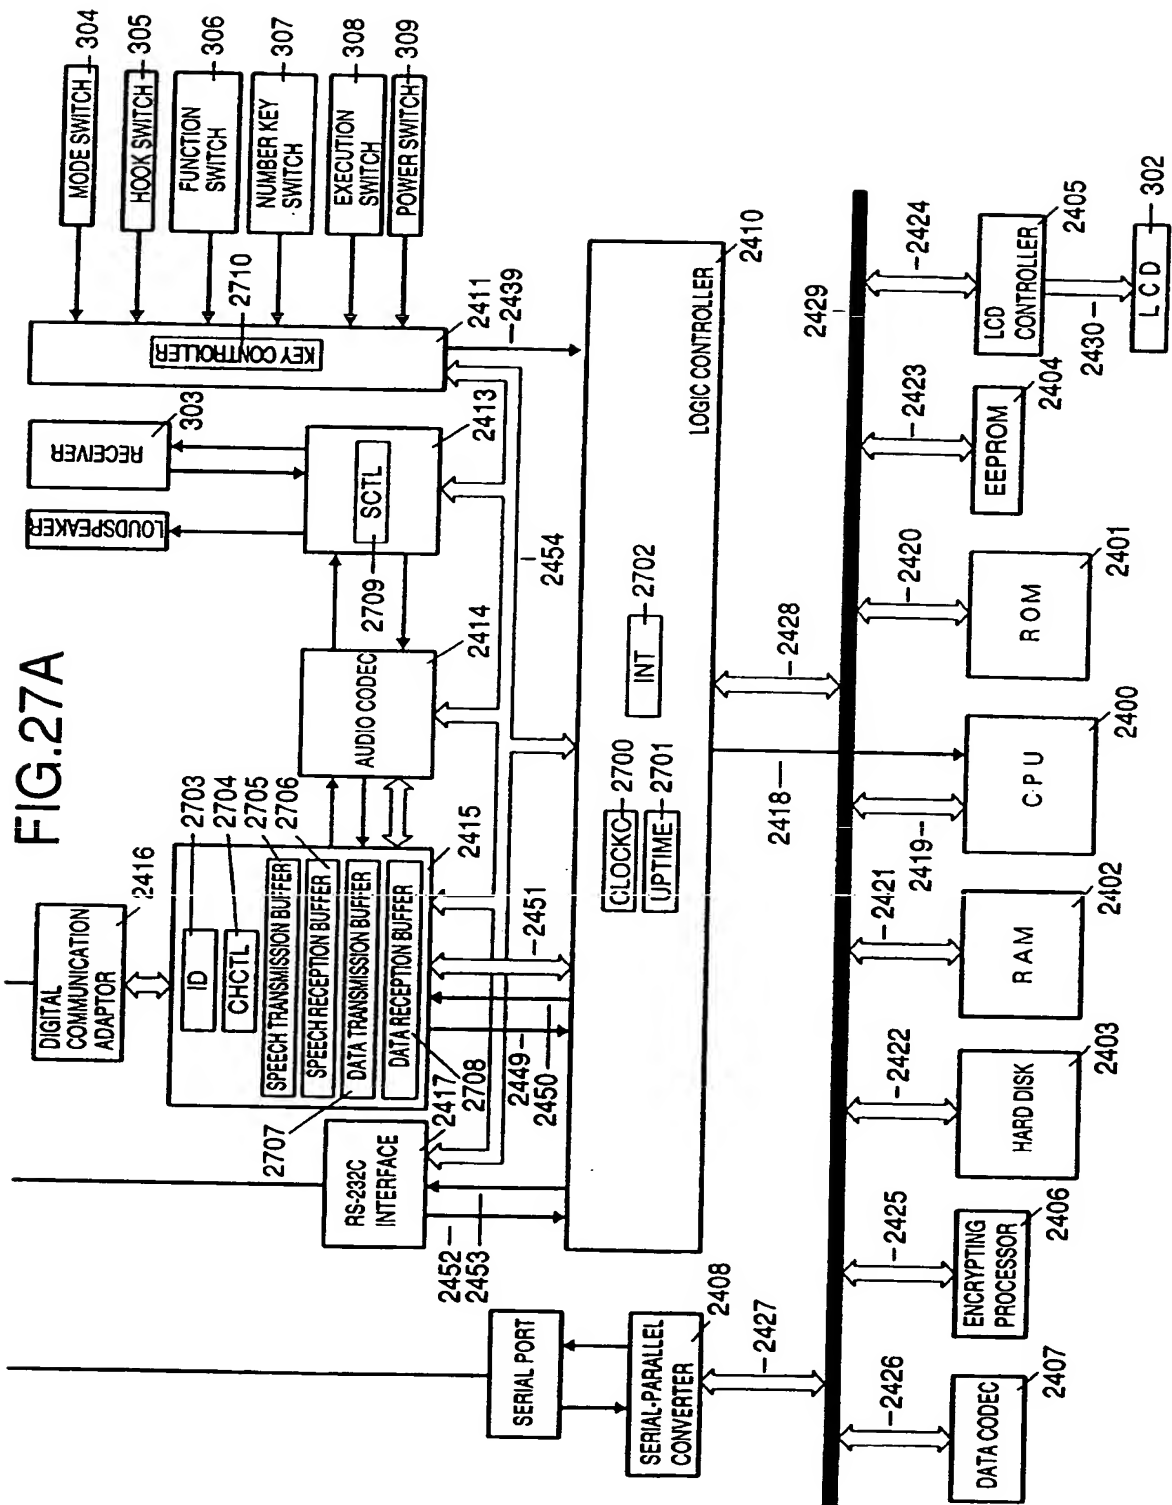 FIG.27A
MODE SWITCH
304
HOOK SWITCH
305
FUNCTION
SWITCH
306
NUMBER KEY
SWITCH
307
EXECUTION
SWITCH
308
POWER SWITCH
309
KEY CONTROLLER
2710
2411
2439
RECEIVER
303
LOUDSPEAKER
SCTL
2413
2709
2454
AUDIO CODEC
2414
DIGITAL
COMMUNICATION
ADAPTOR
2416
ID
2703
CHCTL
2704
SPEECH TRANSMISSION BUFFER
2705
SPEECH RECEPTION BUFFER
2706
DATA TRANSMISSION BUFFER
2707
DATA RECEPTION BUFFER
2708
2415
2451
2449
2450
RS-232C
INTERFACE
2417
2452
2453
LOGIC CONTROLLER
2410
CLOCKC
2700
UPTIME
2701
INT
2702
SERIAL PORT
SERIAL-PARALLEL
CONVERTER
2408
2427
2428
2418
2429
2426
DATA CODEC
2407
2425
ENCRYPTING
PROCESSOR
2406
2422
HARD DISK
2403
2421
RAM
2402
2419
CPU
2400
2420
ROM
2401
2423
EEPROM
2404
2424
LCD
CONTROLLER
2405
2430
LCD
302